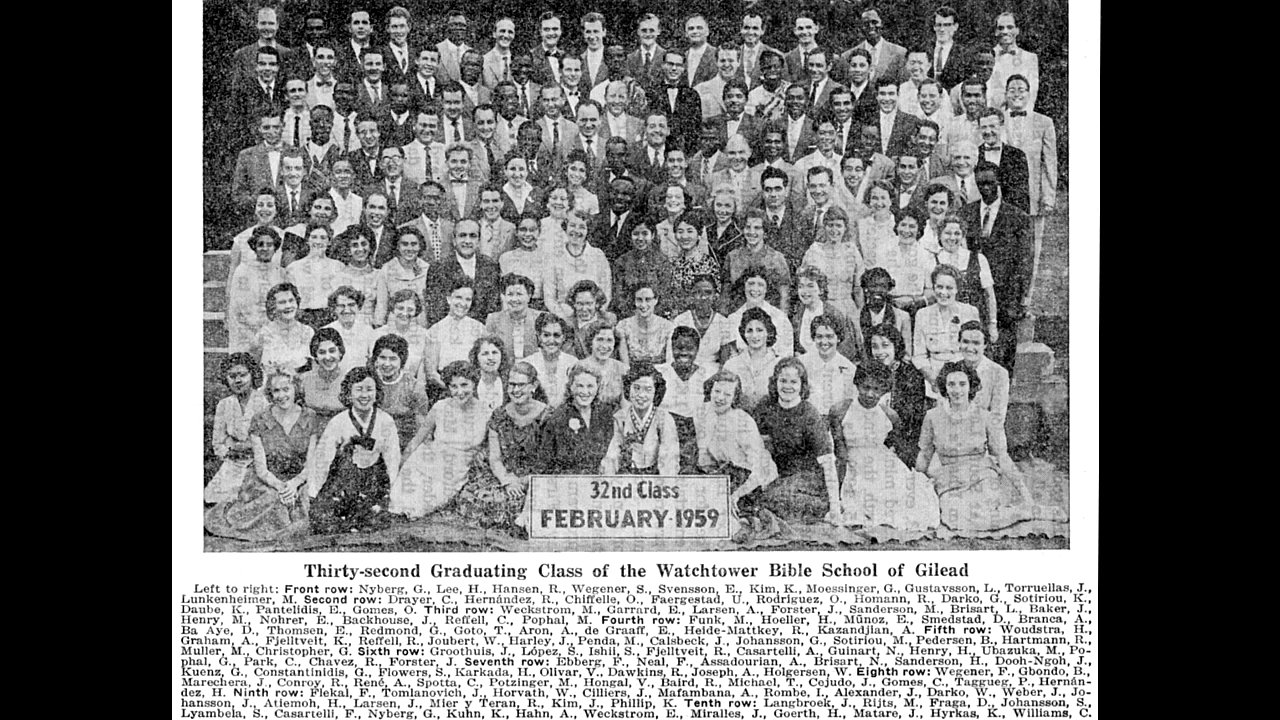 32nd Class
FEBRUARY-1959
Thirty-second Graduating Class of the Watchtower Bible School of Gilead
Left to right: Front row: Nyberg, G., Lee, H., Hansen, R., Wegener, S., Svensson, E., Kim, K., Moessinger, G., Gustavsson, L., Torruellas, J.,
Lunkenheimer, M. Second row: Drayer, C., Hernández, R., Chiffelle, O., Faergestad, U., Rodríguez, O., Homann, R., Darko, C., Sotiriu, K.,
Daube, K., Pantelidis, E., Gomes, O. Third row: Weckstrom, M., Garrard, E., Larsen, A., Forster, J., Sanderson, M., Brisart, L., Baker, J.,
Henry, M., Nohrer, E., Backhouse, J., Reffell, C., Pophal, M. Fourth row: Funk, M., Hoeller, H., Münoz, E., Smedstad, D., Branca, A.,
Ba Aye, D., Thomsen, E., Redmond, G., Goto, T., Aron, A., de Graaff, E., Heide-Mattkey, R., Kazandjian, A. Fifth row: Woudstra, H.,
Graham, A., Fjelltveit, K., Reffell, R., Joubert, W., Harley, J., Penda, M., Calsbeck, J., Johansson, G., Sotiriou, M., Pedersen, B., Hartmann, R.,
Muller, M., Christopher, G. Sixth row: Groothuis, J., López, S., Ishii, S., Fjelltveit, R., Casartelli, A., Guinart, N., Henry, H., Ubazuka, M., Po-
phal, G., Park, C., Chavez, R., Forster, J. Seventh row: Ebberg, F., Neal, F., Assadourian, A., Brisart, N., Sanderson, H., Dooh-Ngoh, J.,
Kuenz, G., Constantinidis, G., Flowers, S., Karkada, H., Olivar, V., Dawkins, R., Joseph, A., Holgersen, W. Eighth row: Wegener, F., Gbondo, B.,
Marechera, J., Conroy, R., René, A., Spotta, C., Potzinger, M., Hongal, V., Baird, R., Michael, T., Cejudo, J., Gomes, C., Taggueg, P., Hernán-
dez, H. Ninth row: Flekal, F., Tomlanovich, J., Horvath, W., Cilliers, J., Mafambana, A., Rombe, I., Alexander, J., Darko, W., Weber, J., Jo-
hansson, J., Atiemoh, H., Larsen, J., Mier y Teran, R., Kim, J., Phillip, K. Tenth row: Langbroek, J., Rijts, M., Fraga, D., Johansson, S.,
Lyambela, S., Casartelli, F., Nyberg, G., Kuhn, K., Hahn, A., Weckstrom, E., Miralles, J., Goerth, H., Matare, J., Hyrkas, K., Williams, C.